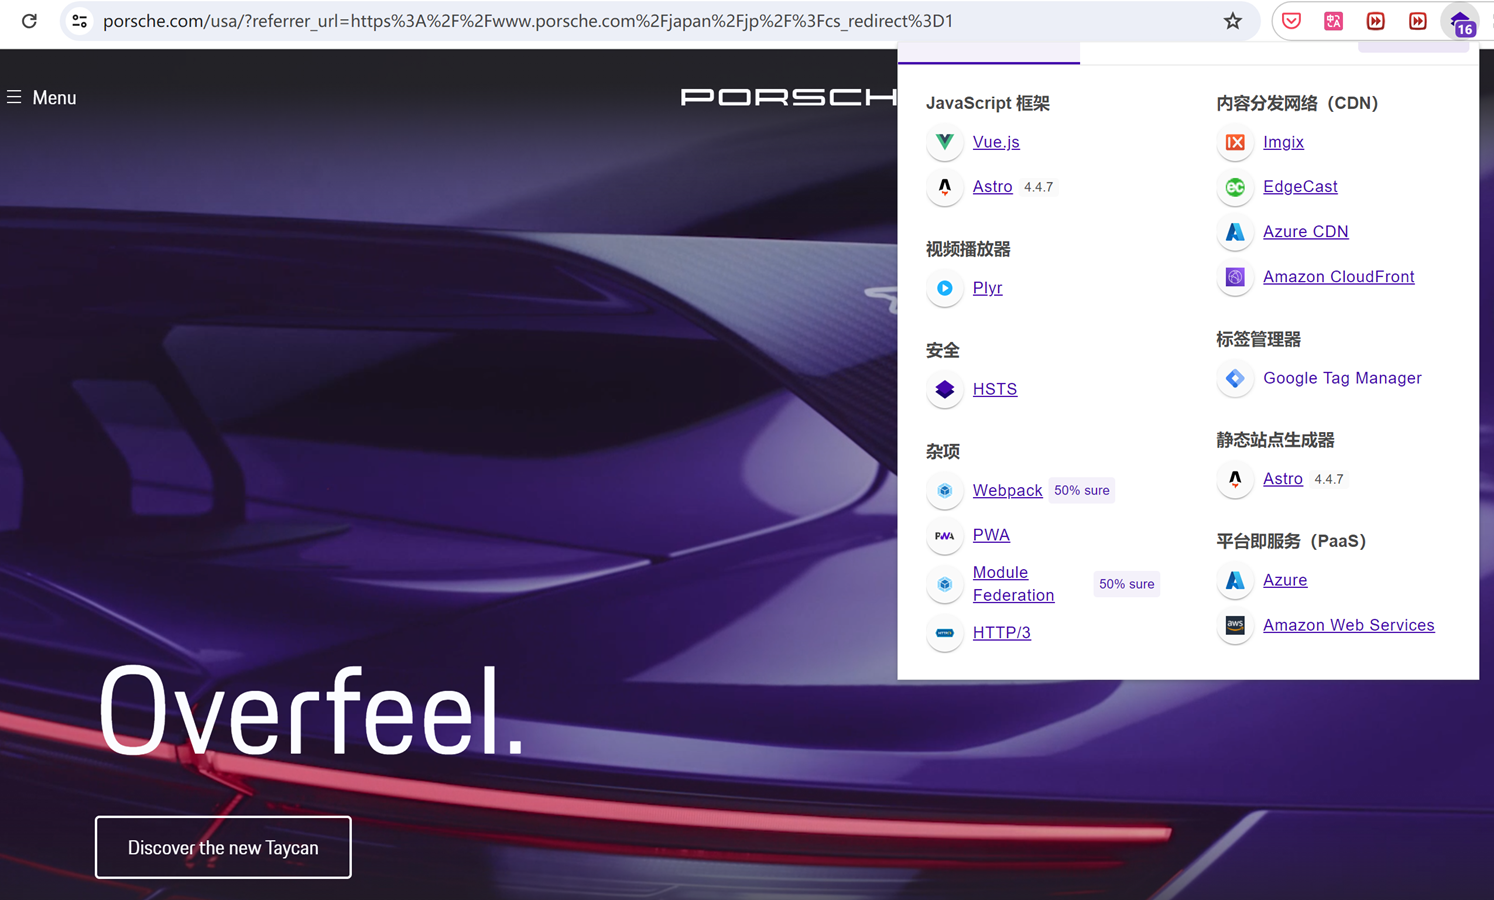 porsche.com/usa/?referrer_url=https%3A%2F%2Fwww.porsche.com%2Fjapan%2Fjp%2F%3Fcs_redirect%3D1
16
Menu
PORSCH
Overfeel.
Discover the new Taycan
JavaScript 框架
Vue.js
Astro 4.4.7
视频播放器
Plyr
安全
HSTS
杂项
Webpack 50% sure
PWA
PWA
Module
Federation 50% sure
HTTP/3
内容分发网络（CDN）
IX Imgix
ec EdgeCast
Azure CDN
Amazon CloudFront
标签管理器
Google Tag Manager
静态站点生成器
Astro 4.4.7
平台即服务（PaaS）
Azure
aws Amazon Web Services